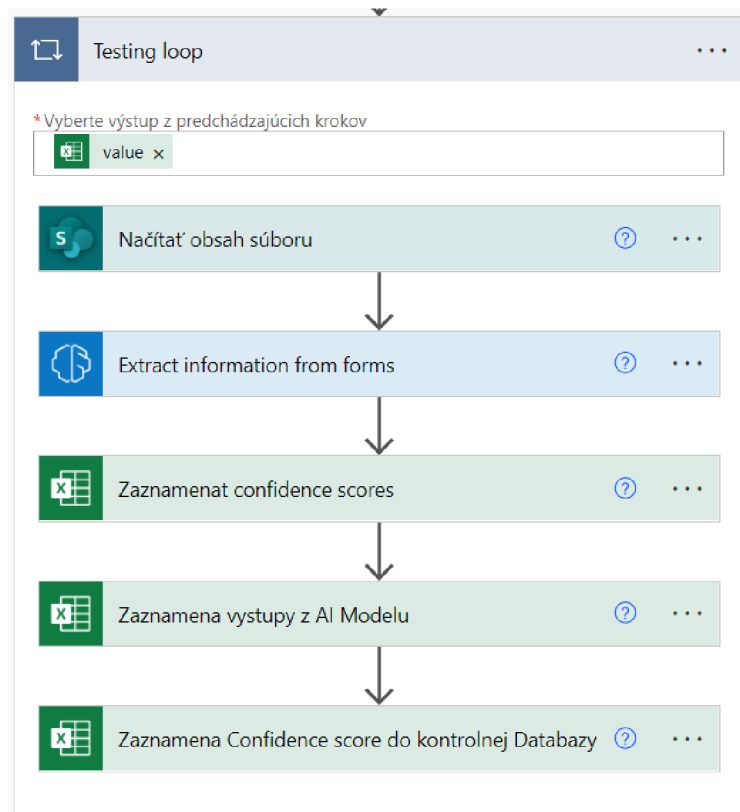 Testing loop
* Vyberte výstup z predchádzajúcich krokov
value
Načítať obsah súboru
Extract information from forms
Zaznamenat confidence scores
Zaznamena vystupy z AI Modelu
Zaznamena Confidence score do kontrolnej Databazy